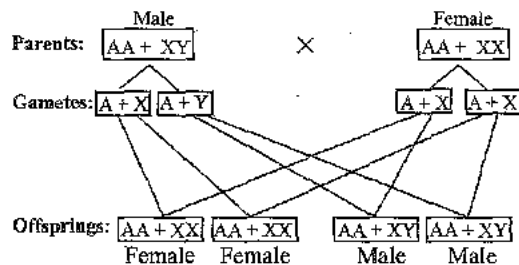 Male Female
Parents: AA + XY × AA + XX
Gametes: A + X A + Y A + X A + X
Offsprings: AA + XX AA + XX AA + XY AA + XY
Female Female Male Male